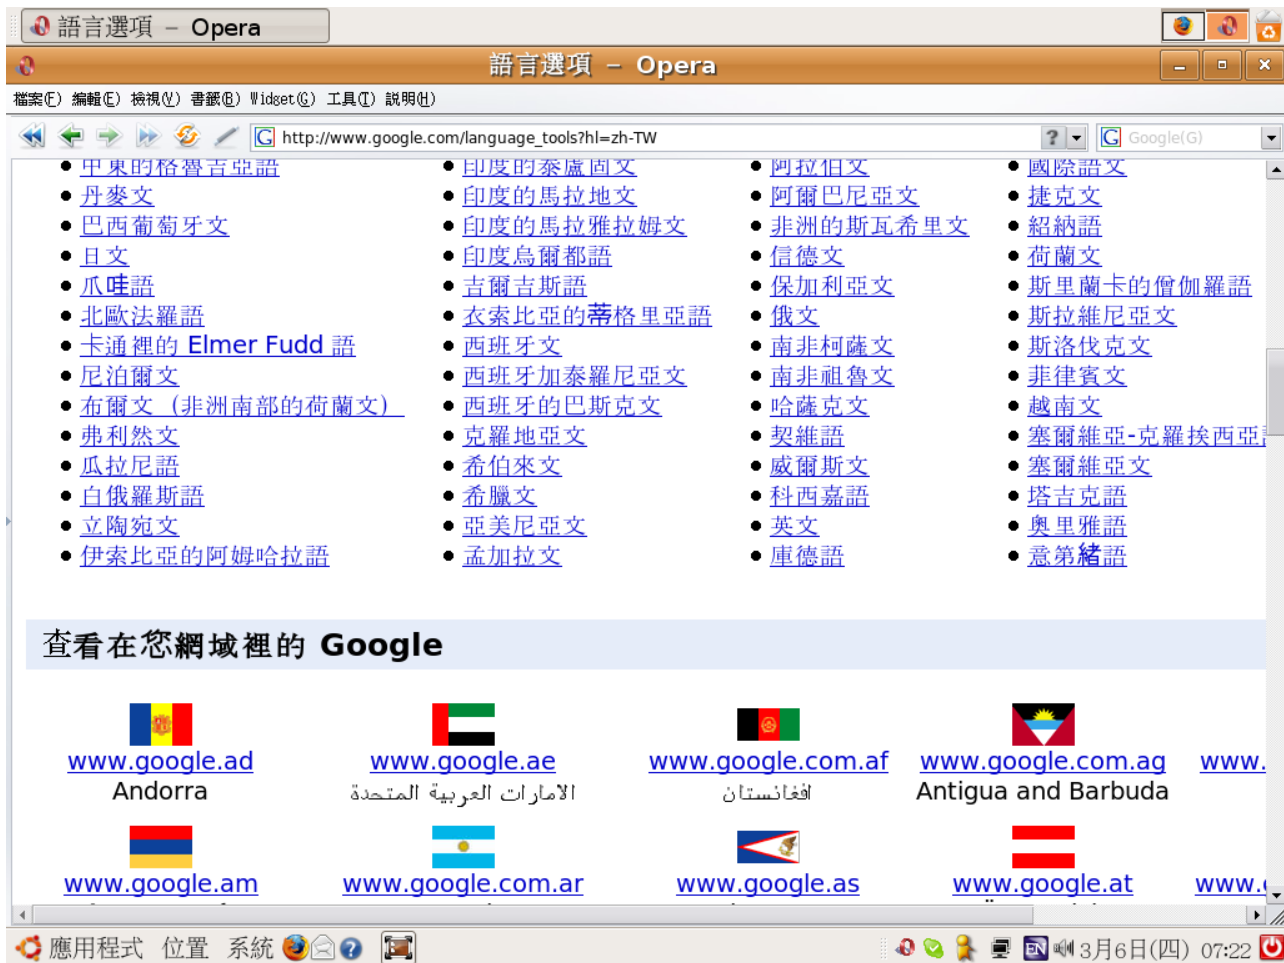 語言選項 – Opera
語言選項 – Opera
檔案(F) 編輯(E) 檢視(V) 書籤(B) Widget(G) 工具(T) 說明(H)
http://www.google.com/language_tools?hl=zh-TW ? Google(G)
中東的格魯吉亞語 印度的泰盧固文 阿拉伯文 國際語文
丹麥文 印度的馬拉地文 阿爾巴尼亞文 捷克文
巴西葡萄牙文 印度的馬拉雅拉姆文 非洲的斯瓦希里文 紹納語
日文 印度烏爾都語 信德文 荷蘭文
爪哇語 吉爾吉斯語 保加利亞文 斯里蘭卡的僧伽羅語
北歐法羅語 衣索比亞的蒂格里亞語 俄文 斯拉維尼亞文
卡通裡的 Elmer Fudd 語 西班牙文 南非柯薩文 斯洛伐克文
尼泊爾文 西班牙加泰羅尼亞文 南非祖魯文 菲律賓文
布爾文 (非洲南部的荷蘭文) 西班牙的巴斯克文 哈薩克文 越南文
弗利然文 克羅地亞文 契維語 塞爾維亞-克羅埃西亞
瓜拉尼語 希伯來文 威爾斯文 塞爾維亞文
白俄羅斯語 希臘文 科西嘉語 塔吉克語
立陶宛文 亞美尼亞文 英文 奧里雅語
伊索比亞的阿姆哈拉語 孟加拉文 庫德語 意第緒語
查看在您網域裡的 Google
www.google.ad www.google.ae www.google.com.af www.google.com.ag www.
Andorra الامارات العربية المتحدة افغانستان Antigua and Barbuda
www.google.am www.google.com.ar www.google.as www.google.at www.
應用程式 位置 系統 ? EN 3月6日(四) 07:22